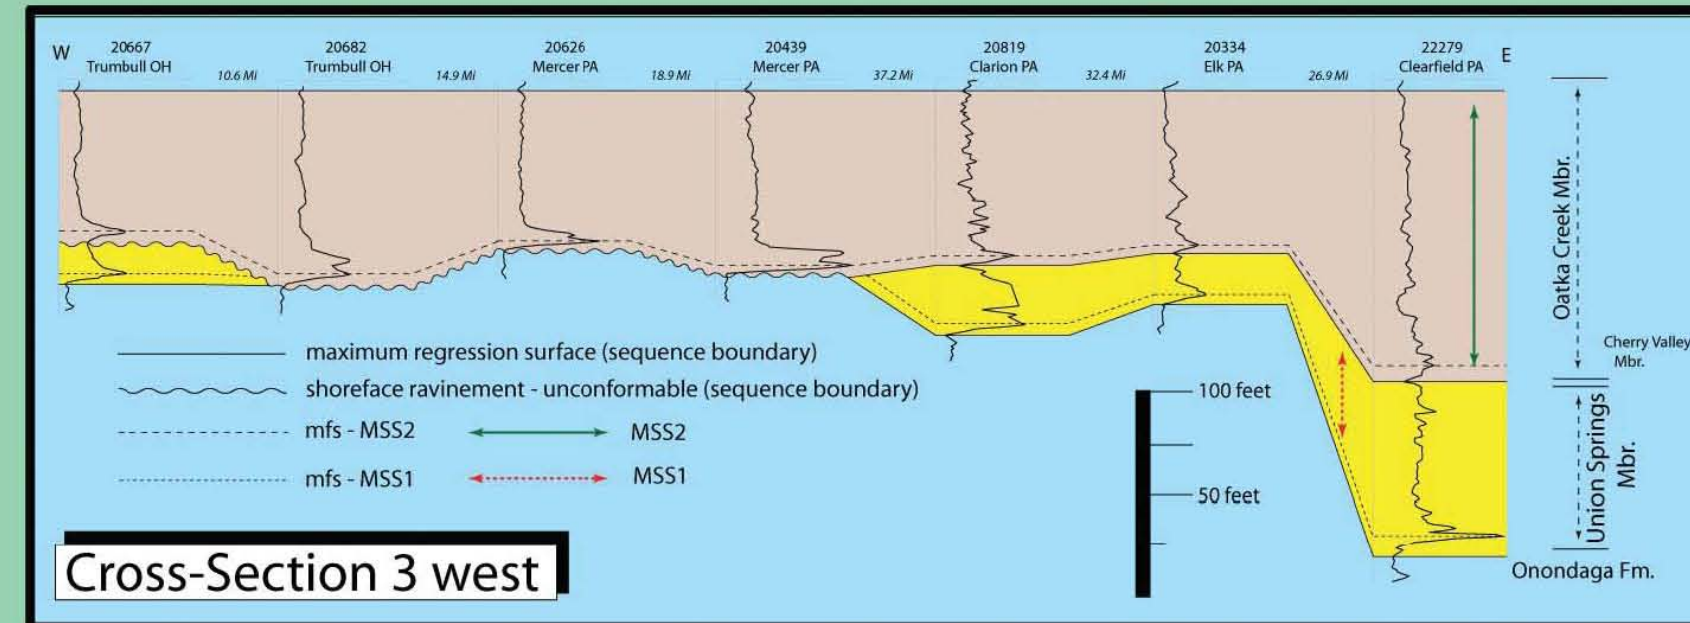 W
20667
Trumbull OH
10.6 Mi
20682
Trumbull OH
14.9 Mi
20626
Mercer PA
18.9 Mi
20439
Mercer PA
37.2 Mi
20819
Clarion PA
32.4 Mi
20334
Elk PA
26.9 Mi
22279
Clearfield PA
E
Oatka Creek Mbr.
Cherry Valley
Mbr.
Union Springs
Mbr.
Onondaga Fm.
maximum regression surface (sequence boundary)
shoreface ravinement - unconformable (sequence boundary)
mfs - MSS2
MSS2
mfs - MSS1
MSS1
100 feet
50 feet
Cross-Section 3 west